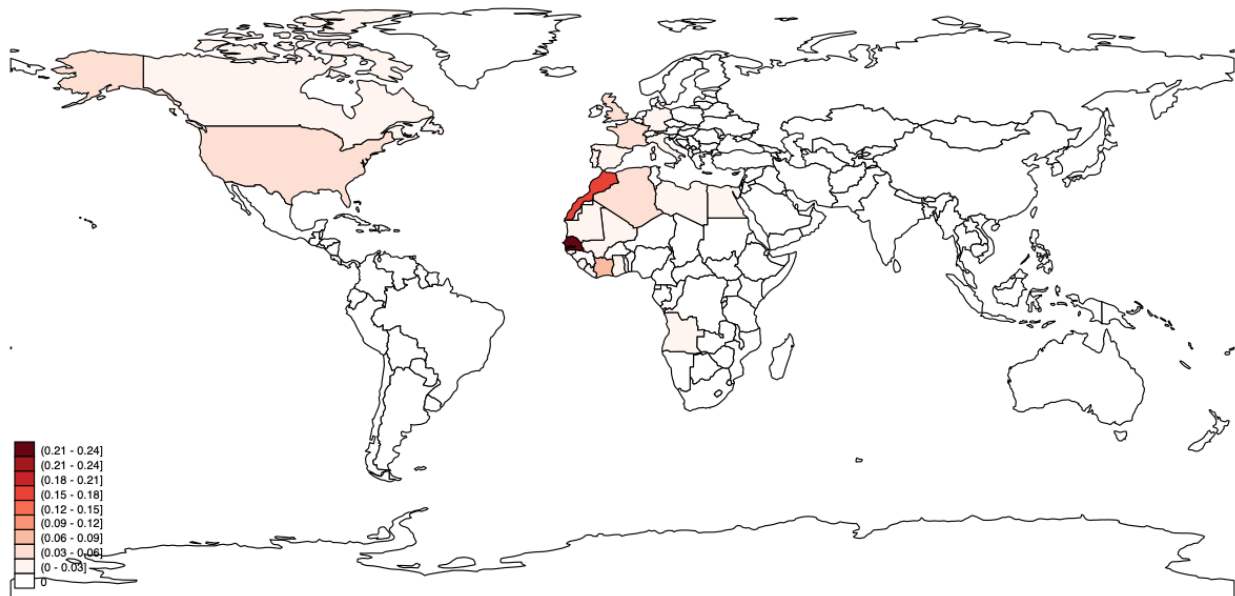 (0.21 - 0.24]
(0.21 - 0.24]
(0.18 - 0.21]
(0.15 - 0.18]
(0.12 - 0.15]
(0.09 - 0.12]
(0.06 - 0.09]
(0.03 - 0.06]
(0 - 0.03]
0